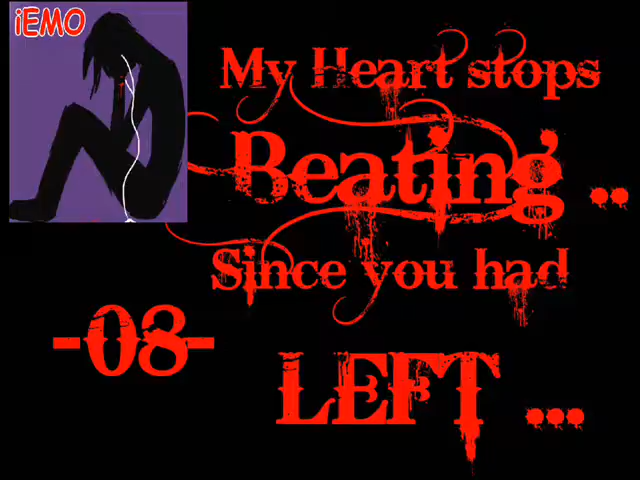 iEMO
My Heart stops
Beating ..
Since you had
-08-
LEFT ...